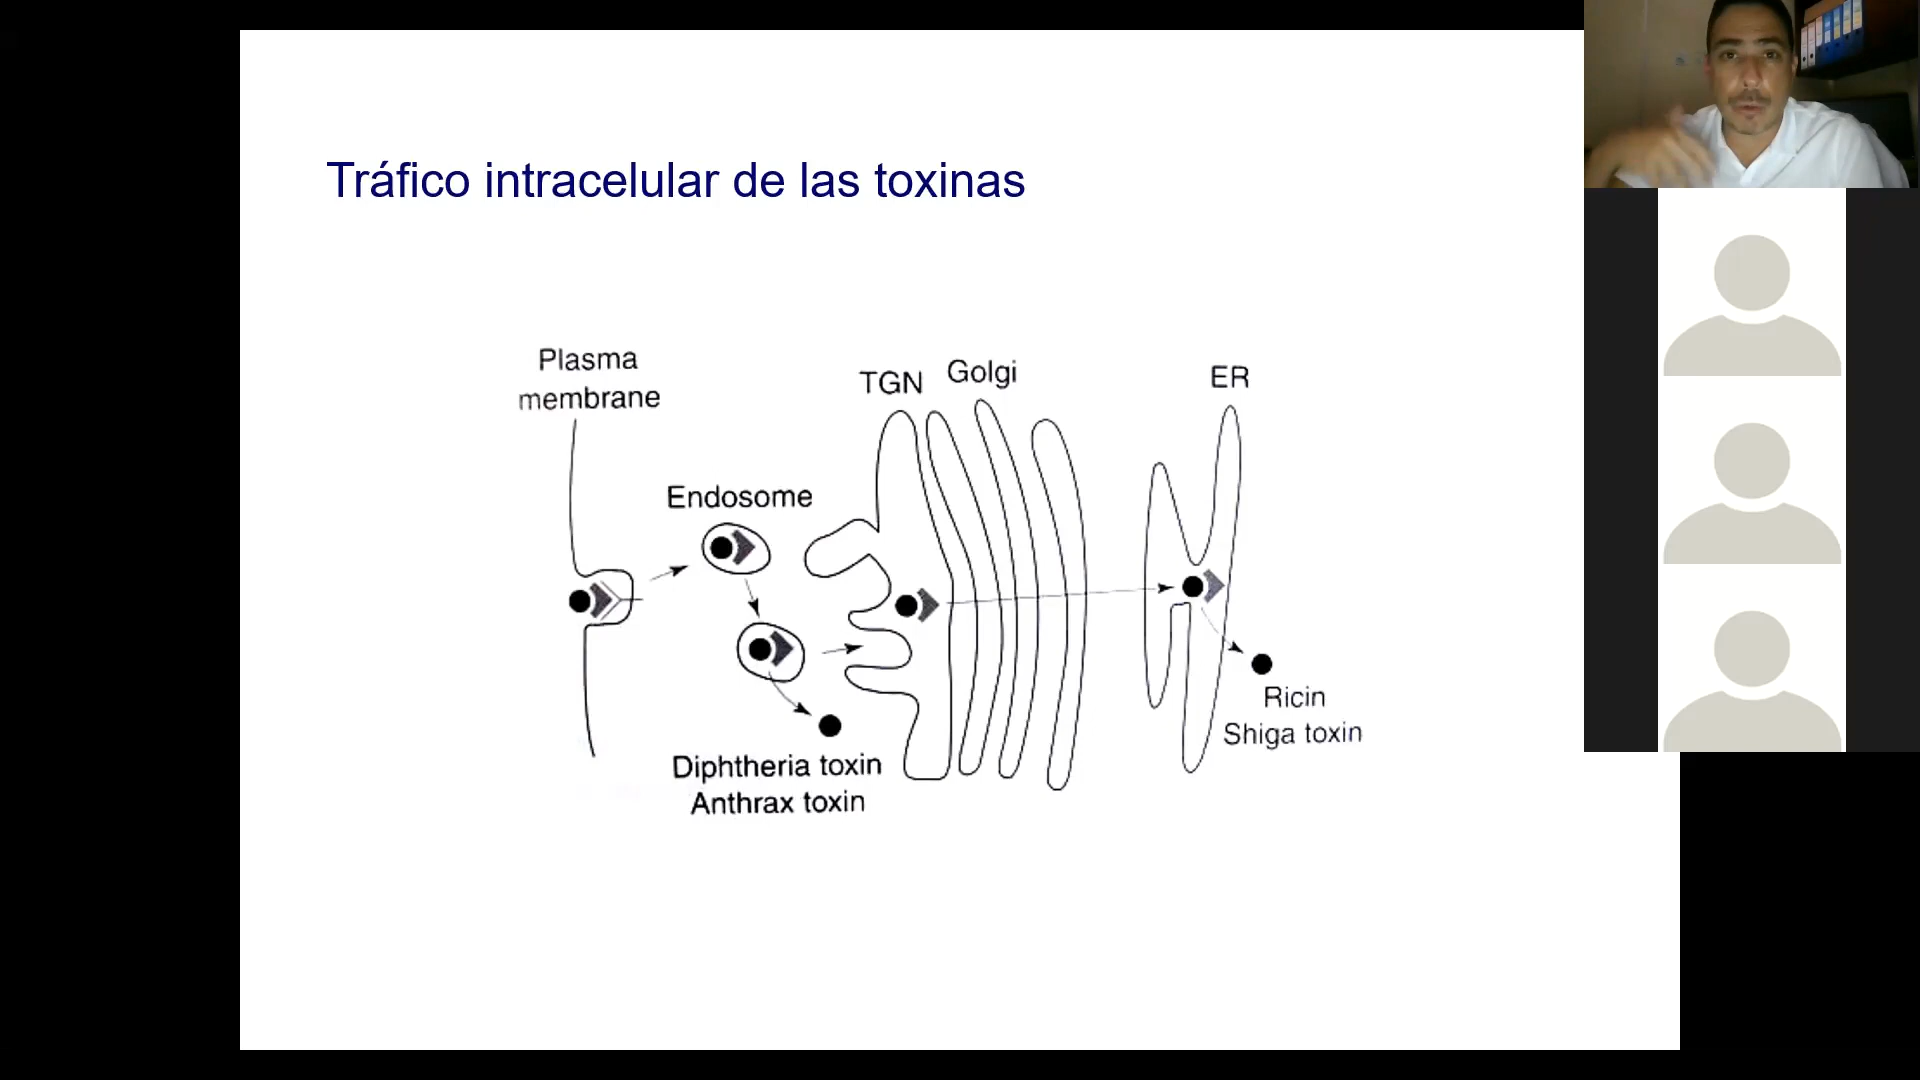 Tráfico intracelular de las toxinas
Plasma
membrane
TGN
Golgi
ER
Endosome
Ricin
Shiga toxin
Diphtheria toxin
Anthrax toxin